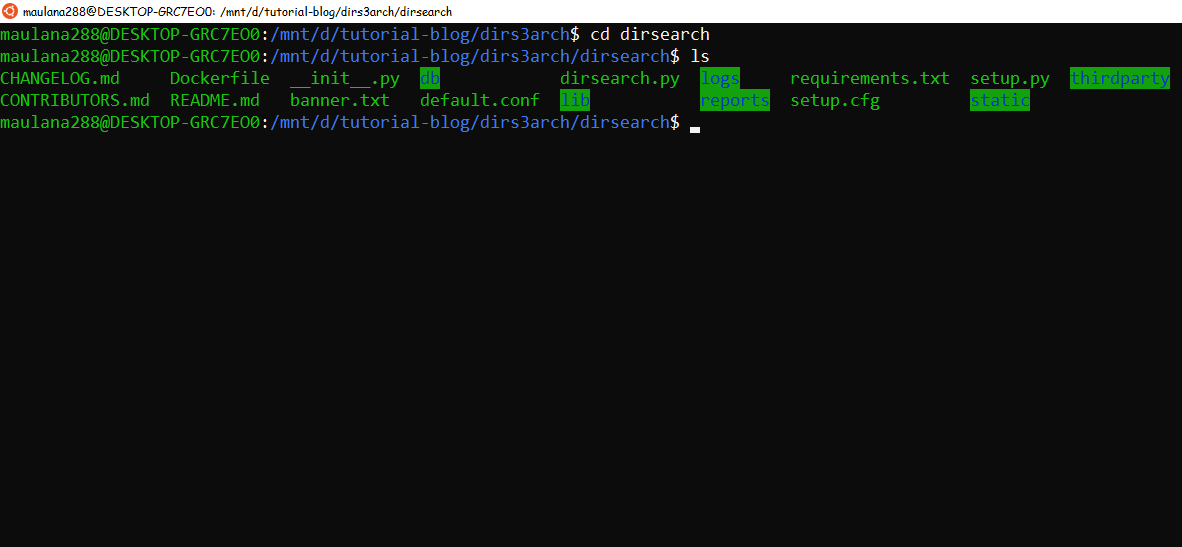 maulana288@DESKTOP-GRC7EO0: /mnt/d/tutorial-blog/dirs3arch/dirsearch
maulana288@DESKTOP-GRC7EO0:/mnt/d/tutorial-blog/dirs3arch$ cd dirsearch
maulana288@DESKTOP-GRC7EO0:/mnt/d/tutorial-blog/dirs3arch/dirsearch$ ls
CHANGELOG.md     Dockerfile  __init__.py  db            dirsearch.py  logs     requirements.txt  setup.py  thirdparty
CONTRIBUTORS.md  README.md   banner.txt   default.conf  lib           reports  setup.cfg         static
maulana288@DESKTOP-GRC7EO0:/mnt/d/tutorial-blog/dirs3arch/dirsearch$